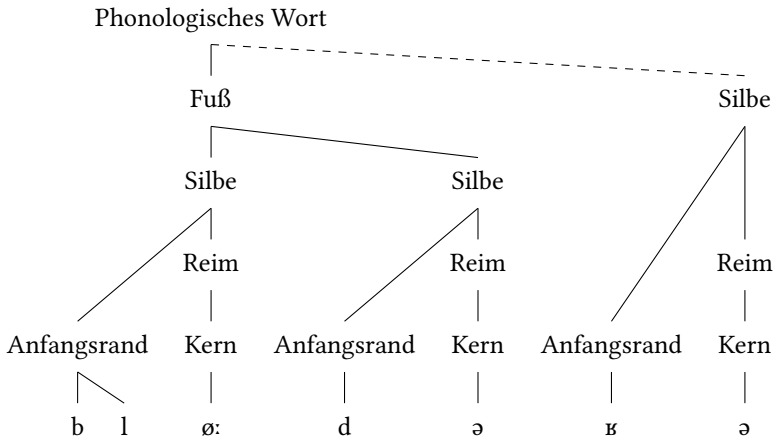 Phonologisches Wort
Fuß Silbe
Silbe Silbe
Reim Reim Reim
Anfangsrand Kern Anfangsrand Kern Anfangsrand Kern
b l øː d ə ʁ ə